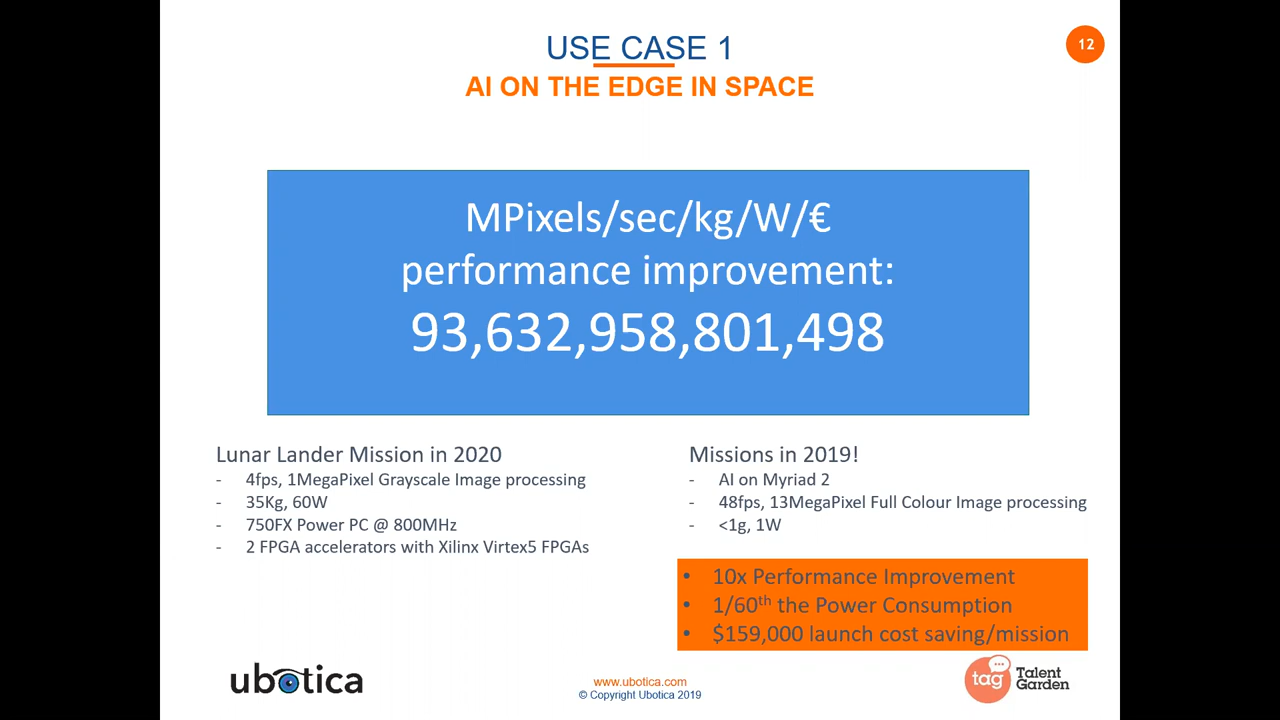 USE CASE 1
12
AI ON THE EDGE IN SPACE
MPixels/sec/kg/W/€
performance improvement:
93,632,958,801,498
Lunar Lander Mission in 2020
- 4fps, 1MegaPixel Grayscale Image processing
- 35Kg, 60W
- 750FX Power PC @ 800MHz
- 2 FPGA accelerators with Xilinx Virtex5 FPGAs
Missions in 2019!
- AI on Myriad 2
- 48fps, 13MegaPixel Full Colour Image processing
- <1g, 1W
• 10x Performance Improvement
• 1/60th the Power Consumption
• $159,000 launch cost saving/mission
ubotica
www.ubotica.com
© Copyright Ubotica 2019
tag
Talent
Garden